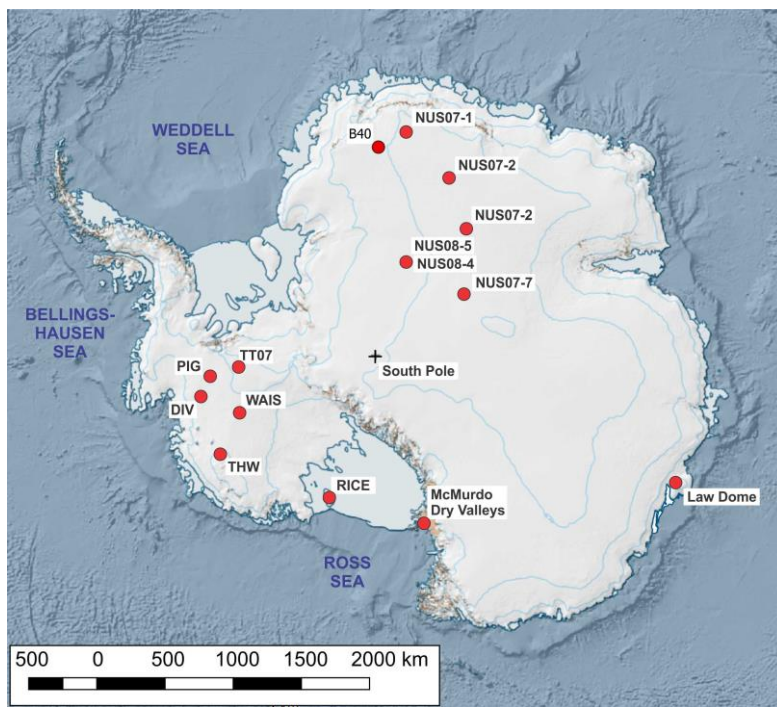 NUS07-1
B40
WEDDELL
SEA
NUS07-2
NUS07-2
NUS08-5
NUS08-4
NUS07-7
BELLINGS-
HAUSEN
SEA
TT07
PIG
South Pole
DIV
WAIS
THW
RICE
McMurdo
Dry Valleys
Law Dome
ROSS
SEA
500 0 500 1000 1500 2000 km